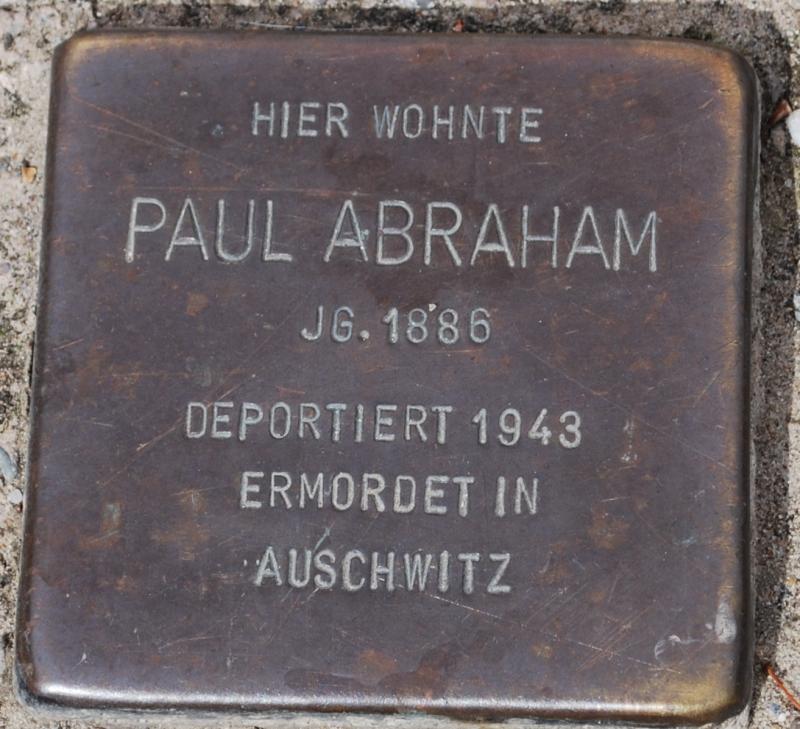 HIER WOHNTE
PAUL ABRAHAM
JG. 1886
DEPORTIERT 1943
ERMORDET IN
AUSCHWITZ